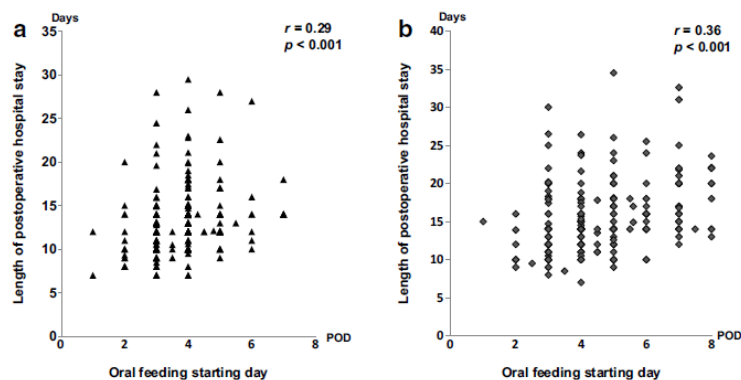 a
Days
r = 0.29
p < 0.001
35
30
25
20
15
10
5
0
Length of postoperative hospital stay
0 2 4 6 8 POD
Oral feeding starting day
b
Days
r = 0.36
p < 0.001
40
35
30
25
20
15
10
5
0
Length of postoperative hospital stay
0 2 4 6 8 POD
Oral feeding starting day